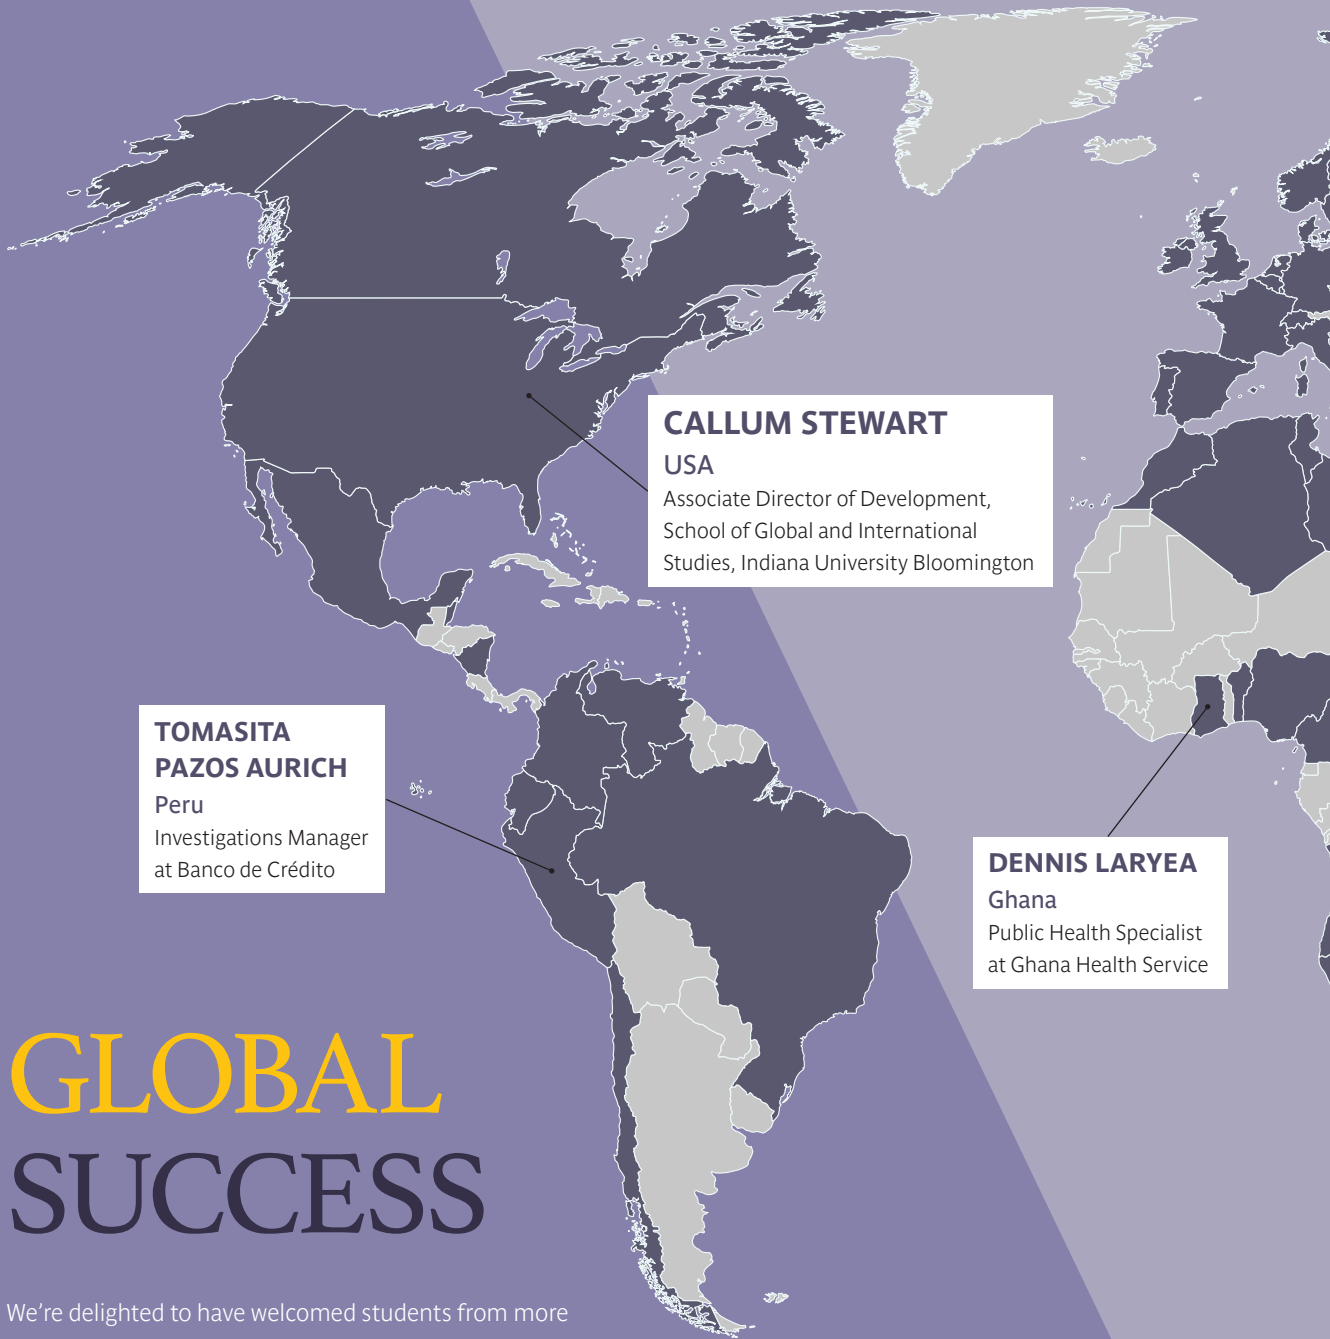 CALLUM STEWART
USA
Associate Director of Development,
School of Global and International
Studies, Indiana University Bloomington
TOMASITA
PAZOS AURICH
Peru
Investigations Manager
at Banco de Crédito
DENNIS LARYEA
Ghana
Public Health Specialist
at Ghana Health Service
GLOBAL
SUCCESS
We’re delighted to have welcomed students from more